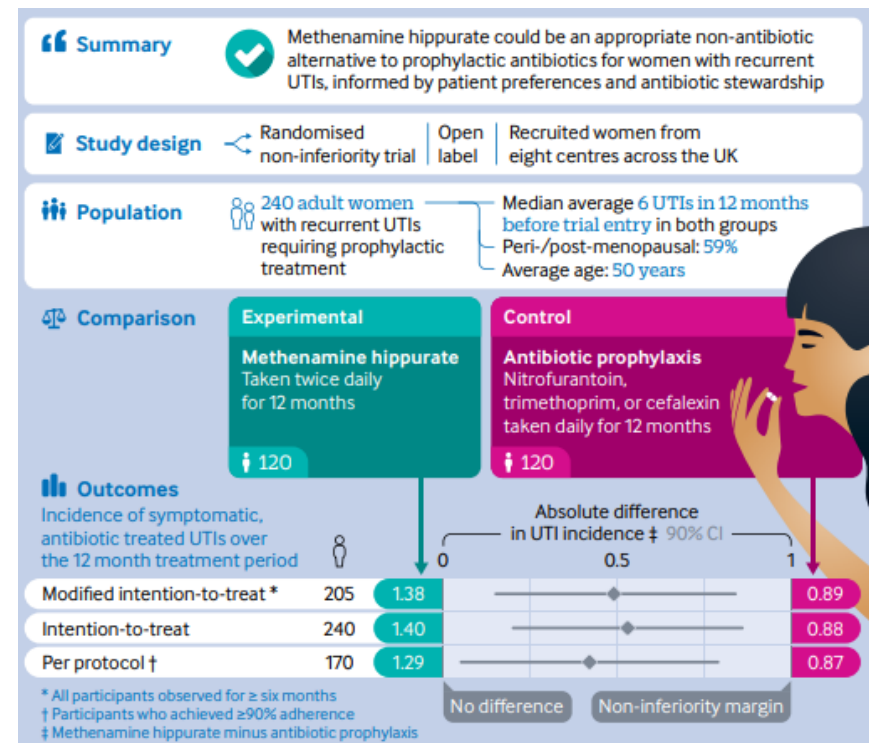 Summary
Methenamine hippurate could be an appropriate non-antibiotic
alternative to prophylactic antibiotics for women with recurrent
UTIs, informed by patient preferences and antibiotic stewardship
Study design
Randomised
non-inferiority trial
Open
label
Recruited women from
eight centres across the UK
Population
240 adult women
with recurrent UTIs
requiring prophylactic
treatment
Median average 6 UTIs in 12 months
before trial entry in both groups
Peri-/post-menopausal: 59%
Average age: 50 years
Comparison
Experimental
Methenamine hippurate
Taken twice daily
for 12 months
120
Control
Antibiotic prophylaxis
Nitrofurantoin,
trimethoprim, or cefalexin
taken daily for 12 months
120
Outcomes
Incidence of symptomatic,
antibiotic treated UTIs over
the 12 month treatment period
Absolute difference
in UTI incidence ‡ 90% CI
0 0.5 1
Modified intention-to-treat * 205 1.38 0.89
Intention-to-treat 240 1.40 0.88
Per protocol † 170 1.29 0.87
No difference Non-inferiority margin
* All participants observed for ≥ six months
† Participants who achieved ≥90% adherence
‡ Methenamine hippurate minus antibiotic prophylaxis